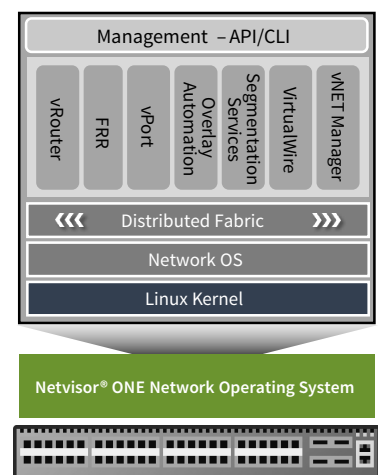 Management – API/CLI
vRouter
FRR
vPort
Overlay
Automation
Segmentation
Services
VirtualWire
vNET Manager
Distributed Fabric
Network OS
Linux Kernel
Netvisor® ONE Network Operating System